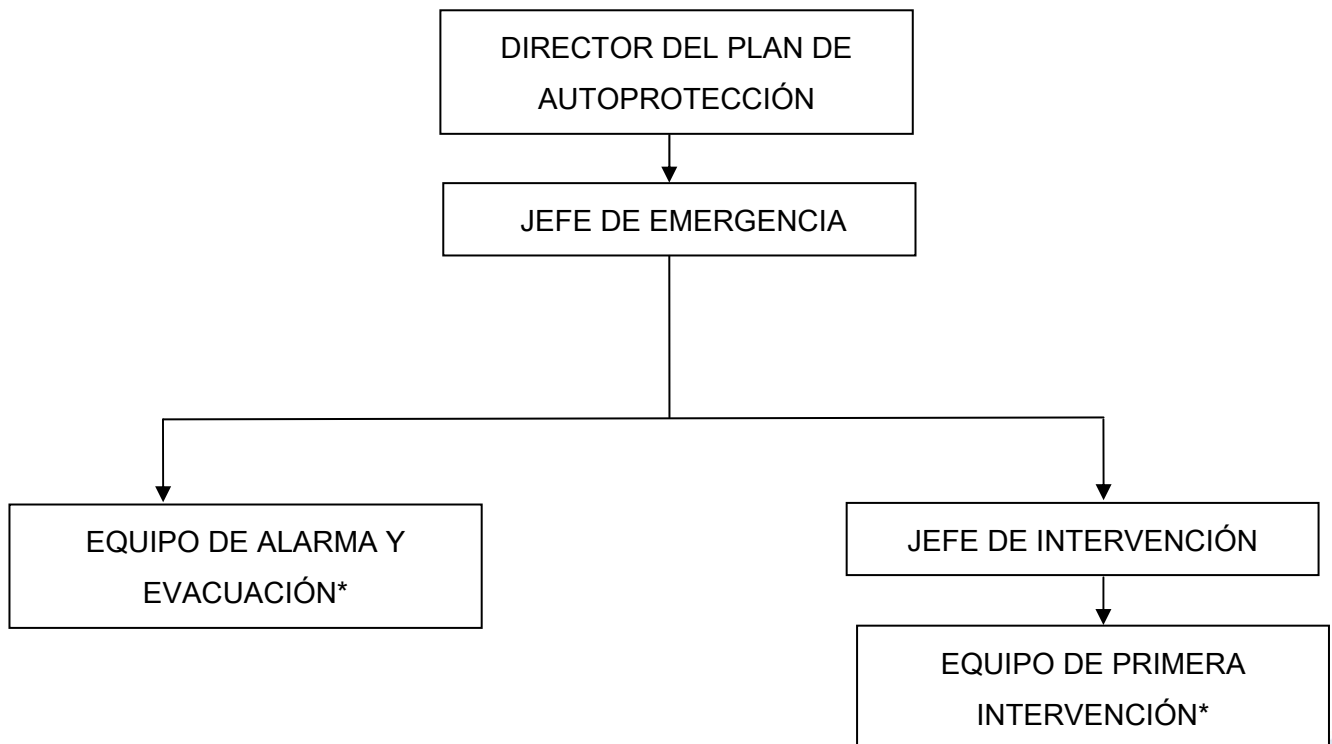 DIRECTOR DEL PLAN DE
AUTOPROTECCIÓN
JEFE DE EMERGENCIA
EQUIPO DE ALARMA Y
EVACUACIÓN*
JEFE DE INTERVENCIÓN
EQUIPO DE PRIMERA
INTERVENCIÓN*